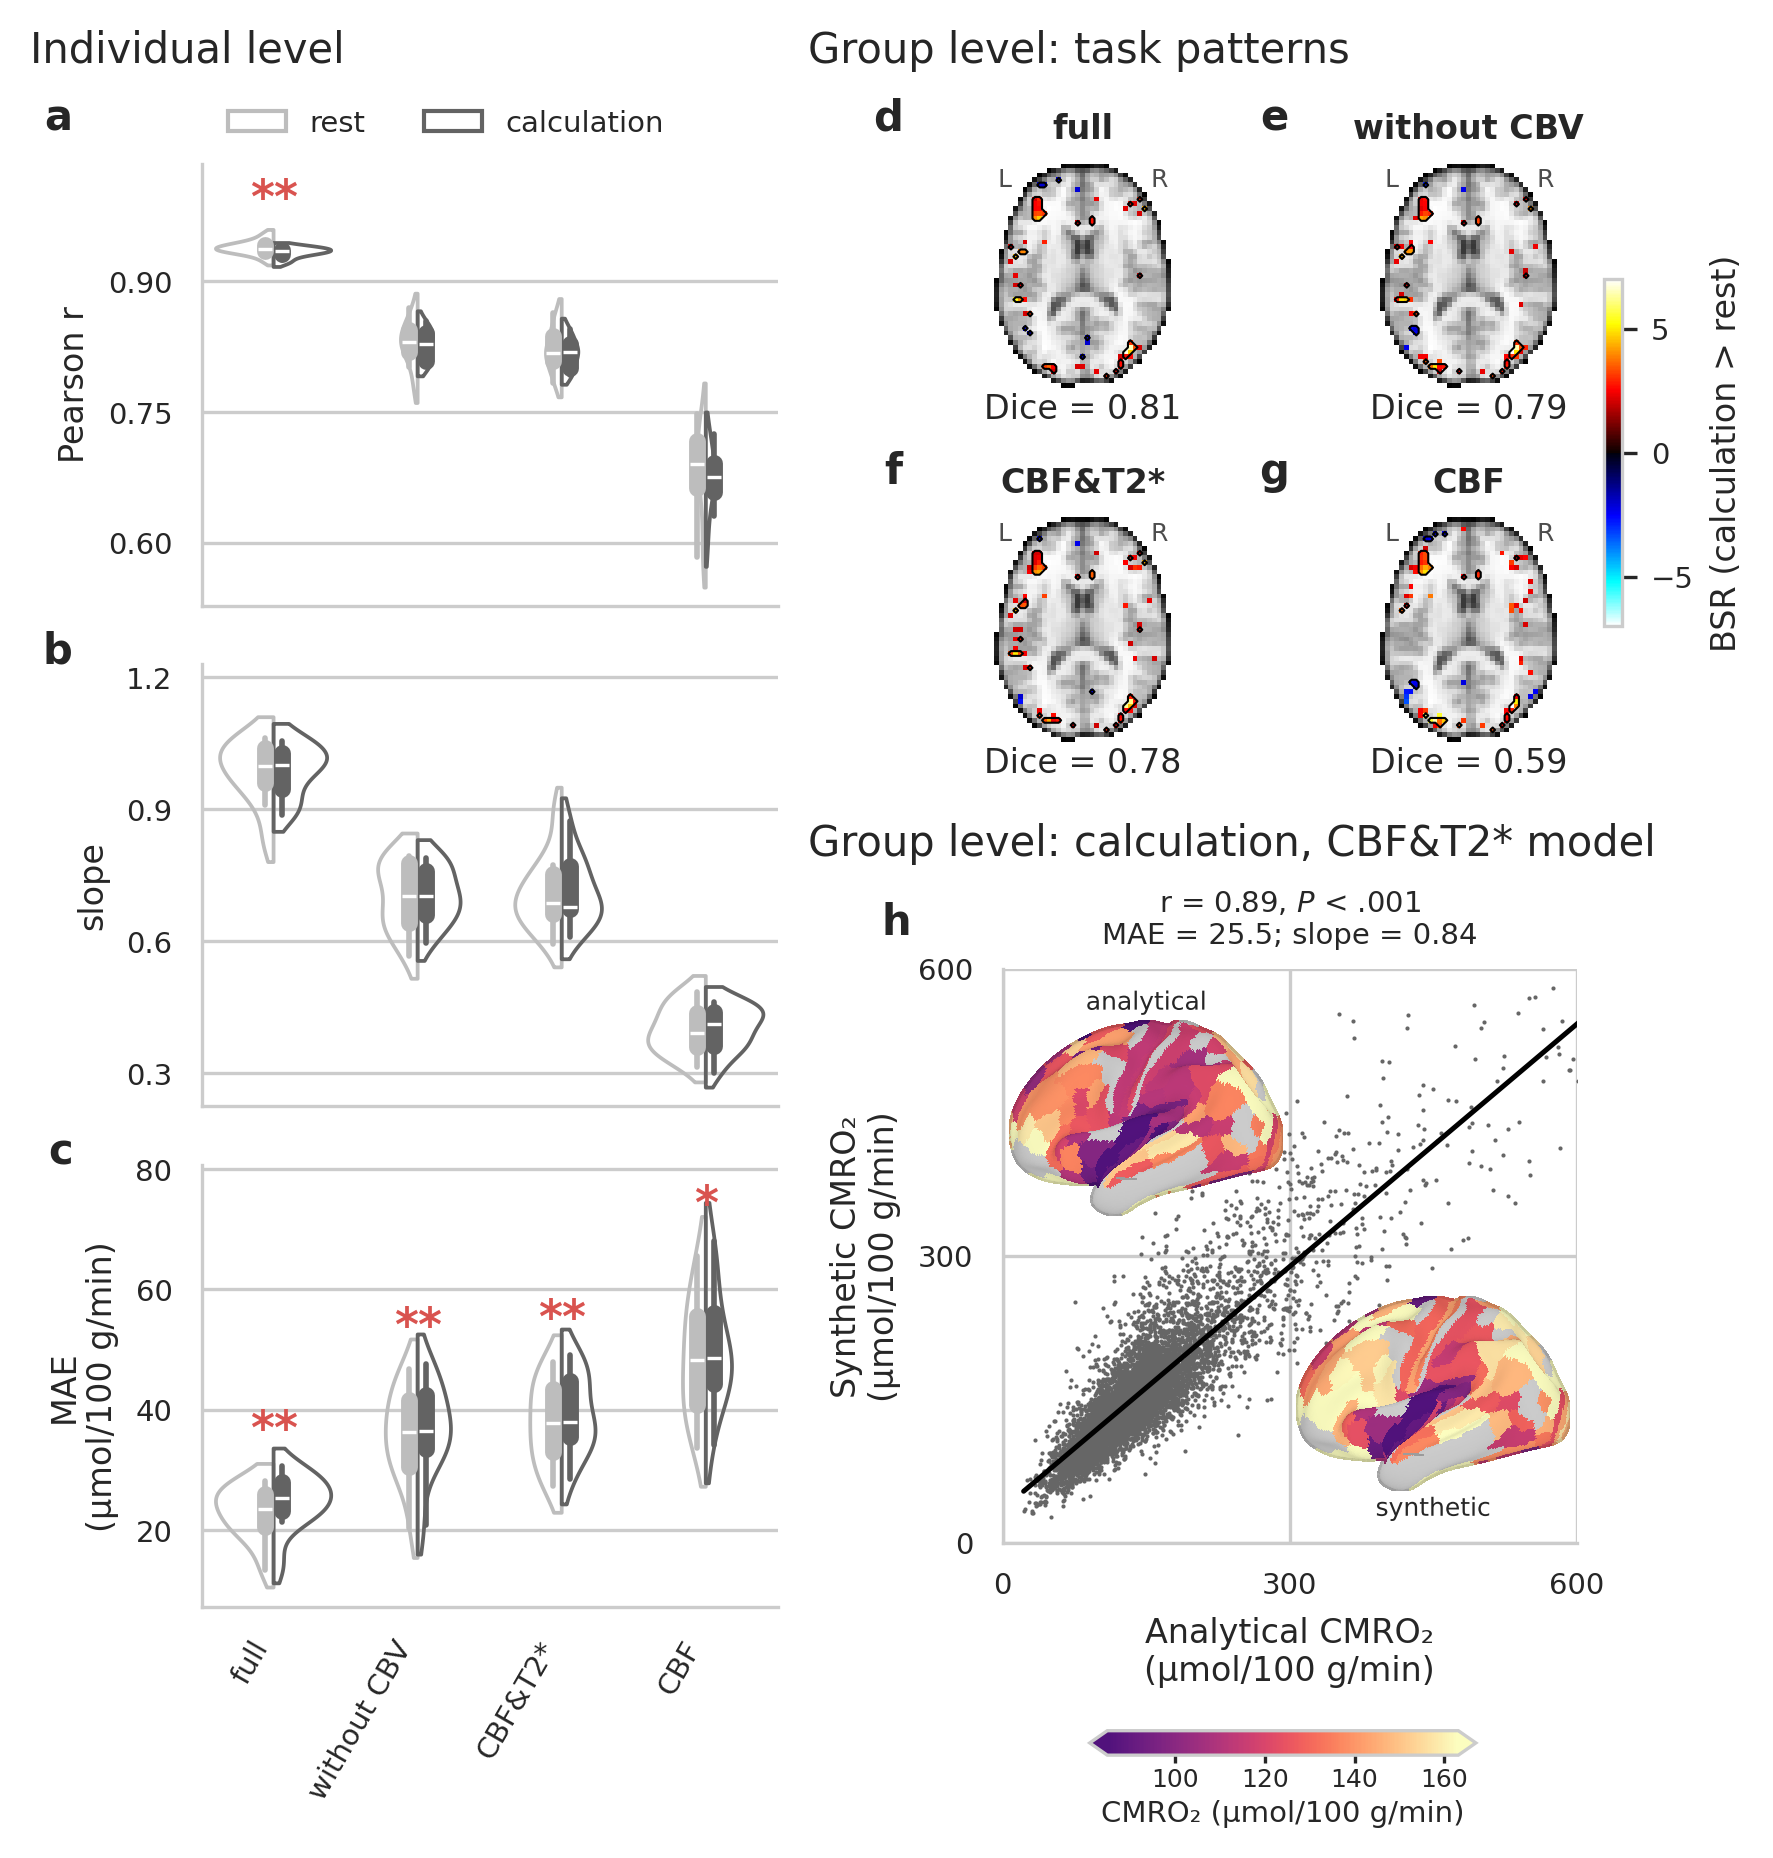 Individual level
a
rest
calculation
**
0.90
0.75
0.60
Pearson r
b
1.2
0.9
0.6
0.3
slope
c
80
60
40
20
MAE
(µmol/100 g/min)
**
**
**
*
full
without CBV
CBF&T2*
CBF
Group level: task patterns
d
full
L
R
Dice = 0.81
e
without CBV
L
R
Dice = 0.79
f
CBF&T2*
L
R
Dice = 0.78
g
CBF
L
R
Dice = 0.59
5
0
−5
BSR (calculation > rest)
Group level: calculation, CBF&T2* model
h
r = 0.89, P < .001
MAE = 25.5; slope = 0.84
600
300
0
Synthetic CMRO₂
(µmol/100 g/min)
analytical
synthetic
0
300
600
Analytical CMRO₂
(µmol/100 g/min)
100
120
140
160
CMRO₂ (µmol/100 g/min)